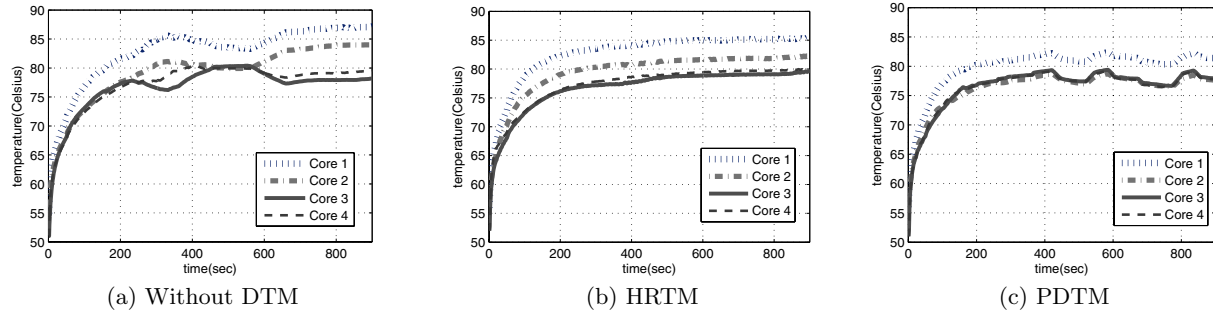 90
85
80
75
70
65
60
55
50
temperature(Celsius)
0 200 400 600 800
time(sec)
Core 1
Core 2
Core 3
Core 4
(a) Without DTM
90
85
80
75
70
65
60
55
50
temperature(Celsius)
0 200 400 600 800
time(sec)
Core 1
Core 2
Core 3
Core 4
(b) HRTM
90
85
80
75
70
65
60
55
50
temperature(Celsius)
0 200 400 600 800
time(sec)
Core 1
Core 2
Core 3
Core 4
(c) PDTM